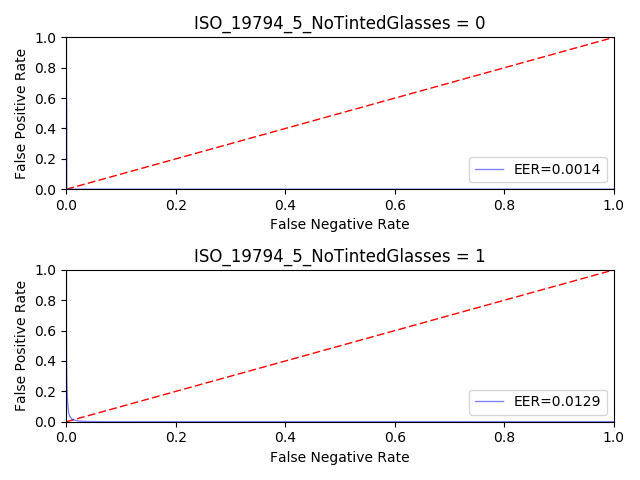 ISO_19794_5_NoTintedGlasses = 0
1.0
0.8
0.6
0.4
0.2
0.0
False Positive Rate
EER=0.0014
0.0 0.2 0.4 0.6 0.8 1.0
False Negative Rate
ISO_19794_5_NoTintedGlasses = 1
1.0
0.8
0.6
0.4
0.2
0.0
False Positive Rate
EER=0.0129
0.0 0.2 0.4 0.6 0.8 1.0
False Negative Rate